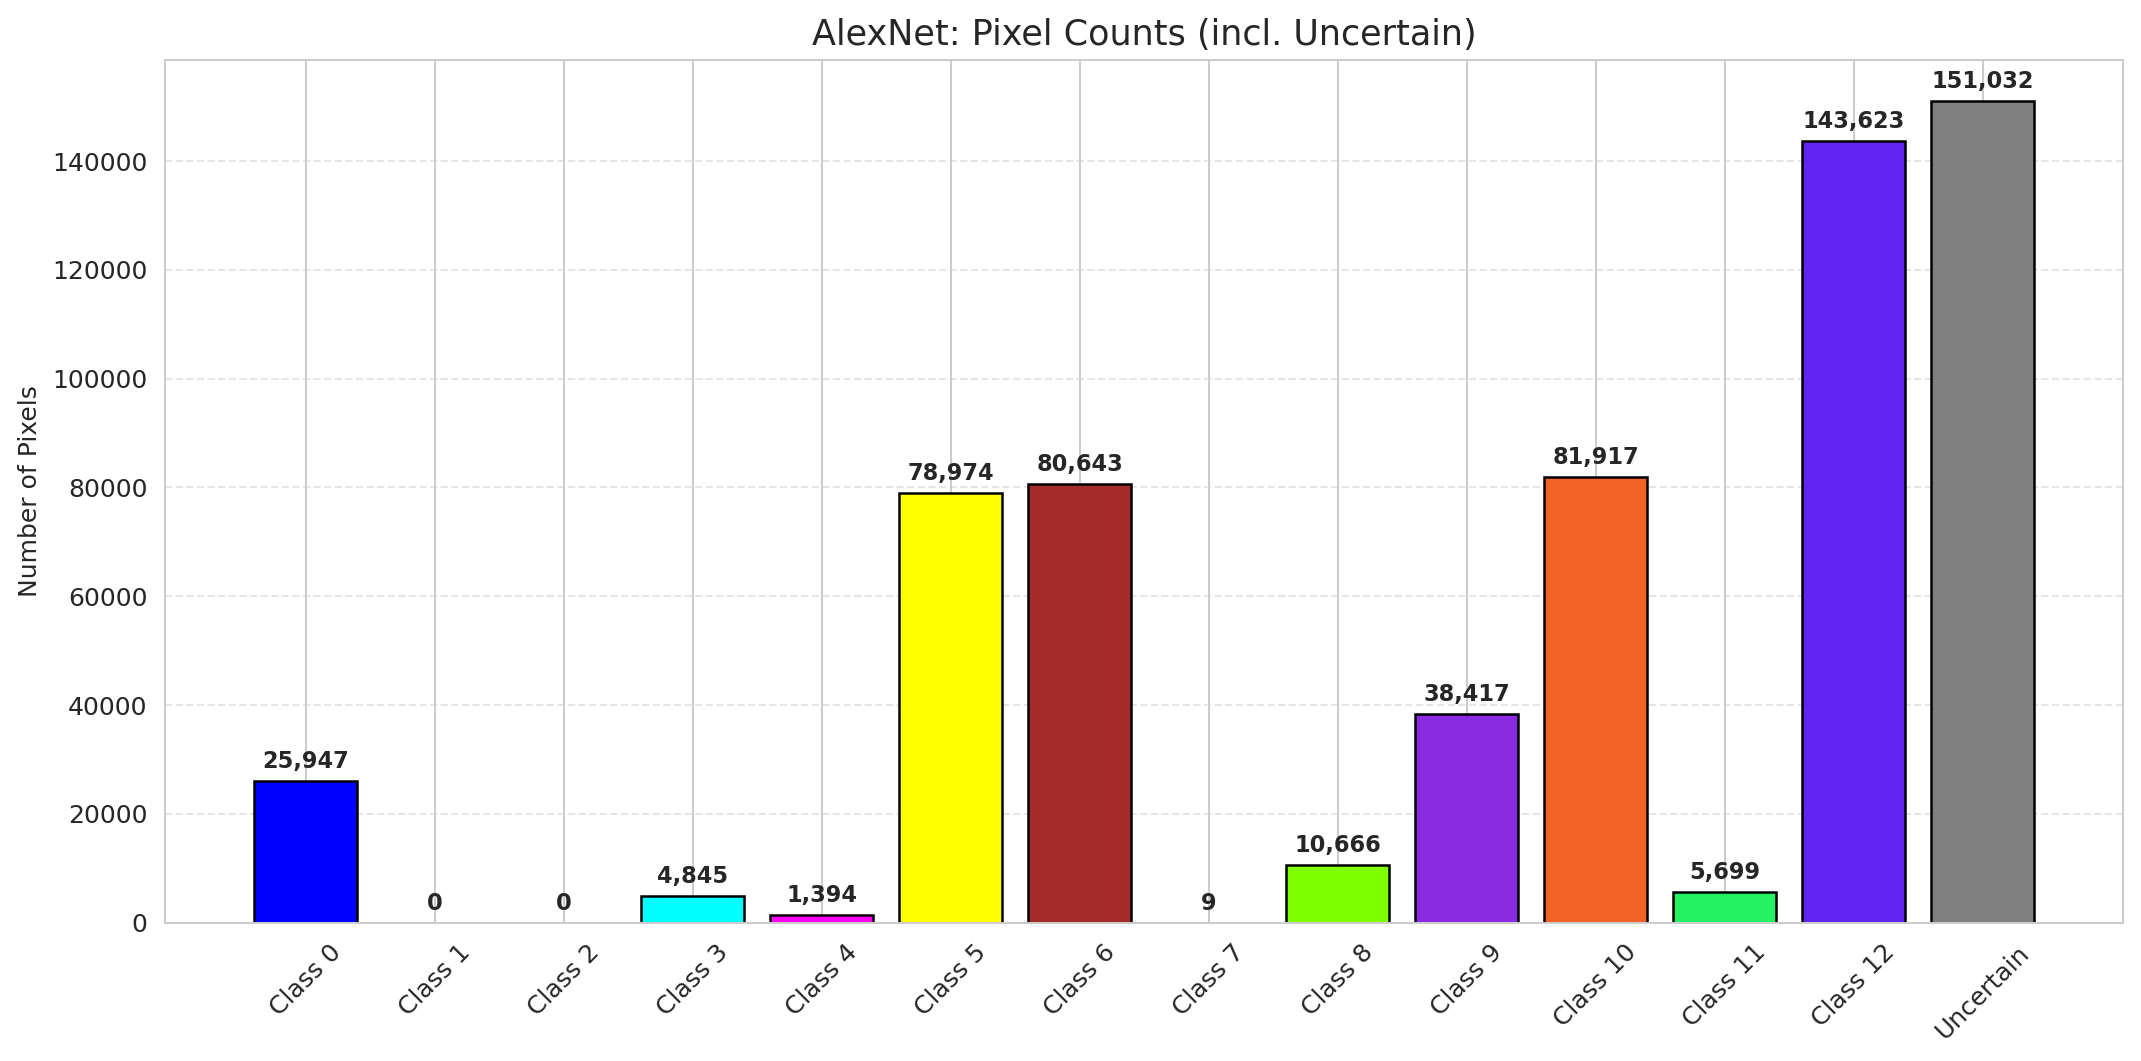 AlexNet: Pixel Counts (incl. Uncertain)
Number of Pixels
140000
120000
100000
80000
60000
40000
20000
0
25,947
0
0
4,845
1,394
78,974
80,643
9
10,666
38,417
81,917
5,699
143,623
151,032
Class 0
Class 1
Class 2
Class 3
Class 4
Class 5
Class 6
Class 7
Class 8
Class 9
Class 10
Class 11
Class 12
Uncertain